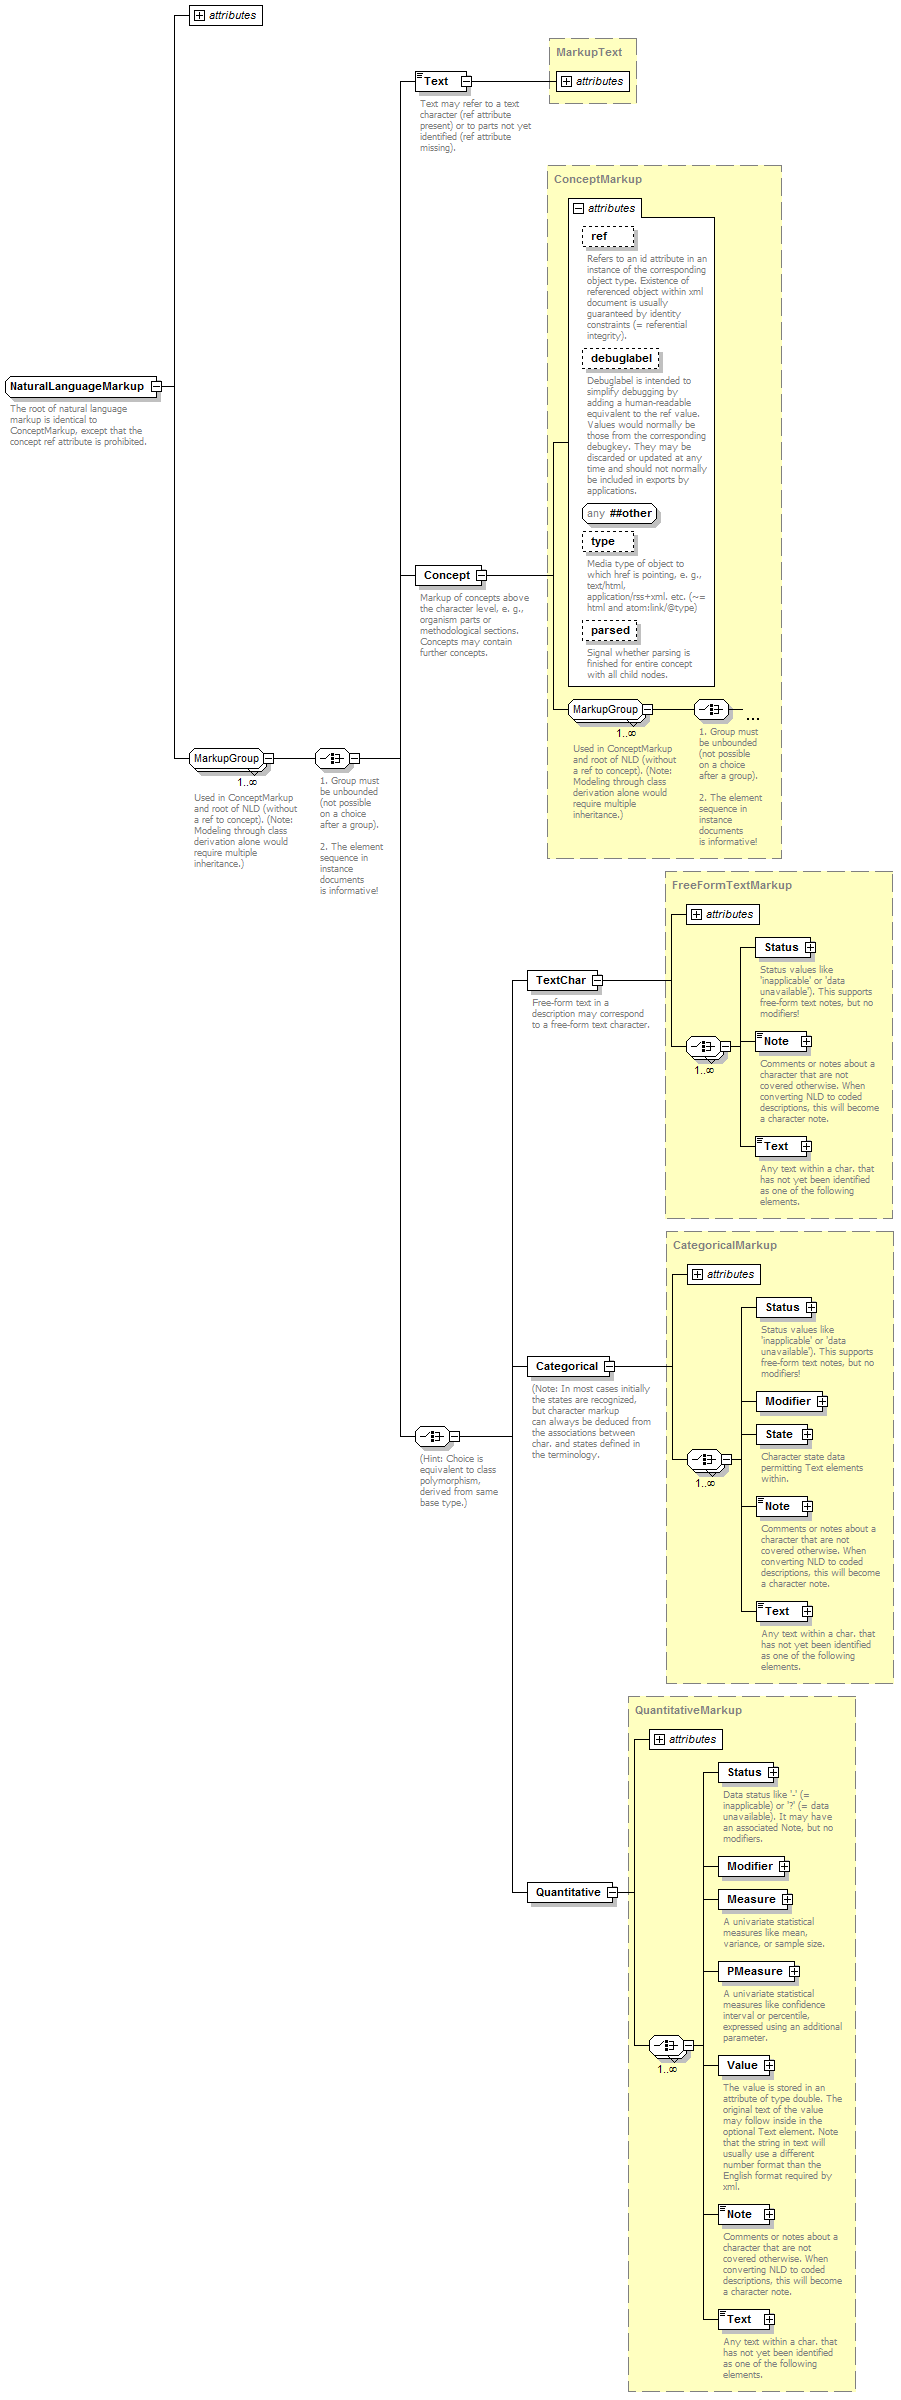 attributes
MarkupText
Text
attributes
Text may refer to a text
character (ref attribute
present) or to parts not yet
identified (ref attribute
missing).
ConceptMarkup
attributes
ref
Refers to an id attribute in an
instance of the corresponding
object type. Existence of
referenced object within xml
document is usually
guaranteed by identity
constraints (= referential
integrity).
debuglabel
Debuglabel is intended to
simplify debugging by
adding a human-readable
equivalent to the ref value.
Values would normally be
those from the corresponding
debugkey. They may be
discarded or updated at any
time and should not normally
be included in exports by
applications.
NaturalLanguageMarkup
The root of natural language
markup is identical to
ConceptMarkup, except that the
concept ref attribute is prohibited.
any ##other
type
Media type of object to
which href is pointing, e. g.,
text/html,
application/rss+xml. etc. (~=
html and atom:link/@type)
Concept
Markup of concepts above
the character level, e. g.,
organism parts or
methodological sections.
Concepts may contain
further concepts.
parsed
Signal whether parsing is
finished for entire concept
with all child nodes.
MarkupGroup
1..∞
Used in ConceptMarkup
and root of NLD (without
a ref to concept). (Note:
Modeling through class
derivation alone would
require multiple
inheritance.)
...
1. Group must
be unbounded
(not possible
on a choice
after a group).
2. The element
sequence in
instance
documents
is informative!
MarkupGroup
1..∞
Used in ConceptMarkup
and root of NLD (without
a ref to concept). (Note:
Modeling through class
derivation alone would
require multiple
inheritance.)
1. Group must
be unbounded
(not possible
on a choice
after a group).
2. The element
sequence in
instance
documents
is informative!
FreeFormTextMarkup
attributes
TextChar
Free-form text in a
description may correspond
to a free-form text character.
1..∞
Status
Status values like
'inapplicable' or 'data
unavailable'). This supports
free-form text notes, but no
modifiers!
Note
Comments or notes about a
character that are not
covered otherwise. When
converting NLD to coded
descriptions, this will become
a character note.
Text
Any text within a char. that
has not yet been identified
as one of the following
elements.
CategoricalMarkup
attributes
Categorical
(Note: In most cases initially
the states are recognized,
but character markup
can always be deduced from
the associations between
char. and states defined in
the terminology.
1..∞
Status
Status values like
'inapplicable' or 'data
unavailable'). This supports
free-form text notes, but no
modifiers!
Modifier
State
Character state data
permitting Text elements
within.
Note
Comments or notes about a
character that are not
covered otherwise. When
converting NLD to coded
descriptions, this will become
a character note.
Text
Any text within a char. that
has not yet been identified
as one of the following
elements.
(Hint: Choice is
equivalent to class
polymorphism,
derived from same
base type.)
QuantitativeMarkup
attributes
Quantitative
1..∞
Status
Data status like '-' (=
inapplicable) or '?' (= data
unavailable). It may have
an associated Note, but no
modifiers.
Modifier
Measure
A univariate statistical
measures like mean,
variance, or sample size.
PMeasure
A univariate statistical
measures like confidence
interval or percentile,
expressed using an additional
parameter.
Value
The value is stored in an
attribute of type double. The
original text of the value
may follow inside in the
optional Text element. Note
that the string in text will
usually use a different
number format than the
English format required by
xml.
Note
Comments or notes about a
character that are not
covered otherwise. When
converting NLD to coded
descriptions, this will become
a character note.
Text
Any text within a char. that
has not yet been identified
as one of the following
elements.